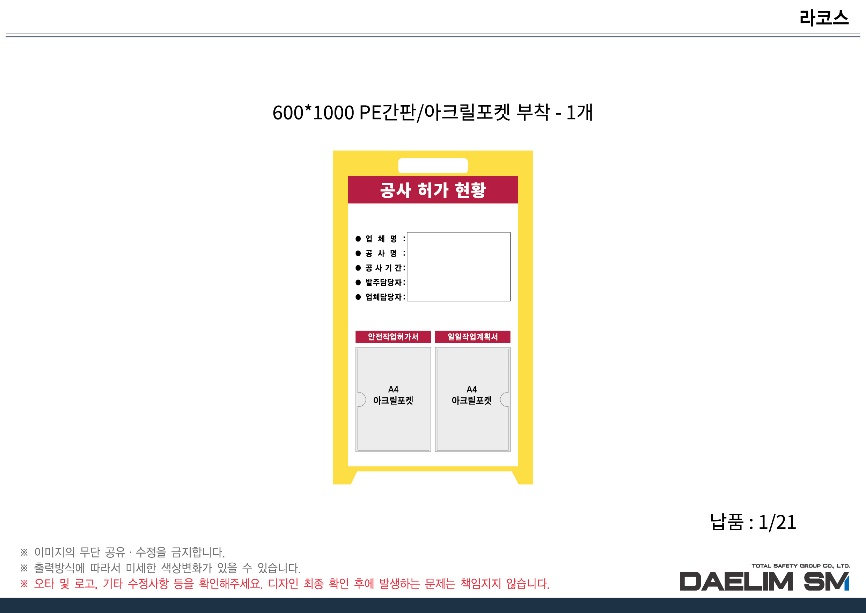 라코스
600*1000 PE간판/아크릴포켓 부착 - 1개
공사 허가 현황
● 업 체 명 :
● 공 사 명 :
● 공 사 기 간:
● 발주담당자:
● 업체담당자:
안전작업허가서 일일작업계획서
A4 A4
아크릴포켓 아크릴포켓
납품 : 1/21
※ 이미지의 무단 공유 · 수정을 금지합니다.
※ 출력방식에 따라서 미세한 색상변화가 있을 수 있습니다.
※ 오타 및 로고, 기타 수정사항 등을 확인해주세요. 디자인 최종 확인 후에 발생하는 문제는 책임지지 않습니다.
TOTAL SAFETY GROUP CO., LTD.
DAELIM SM